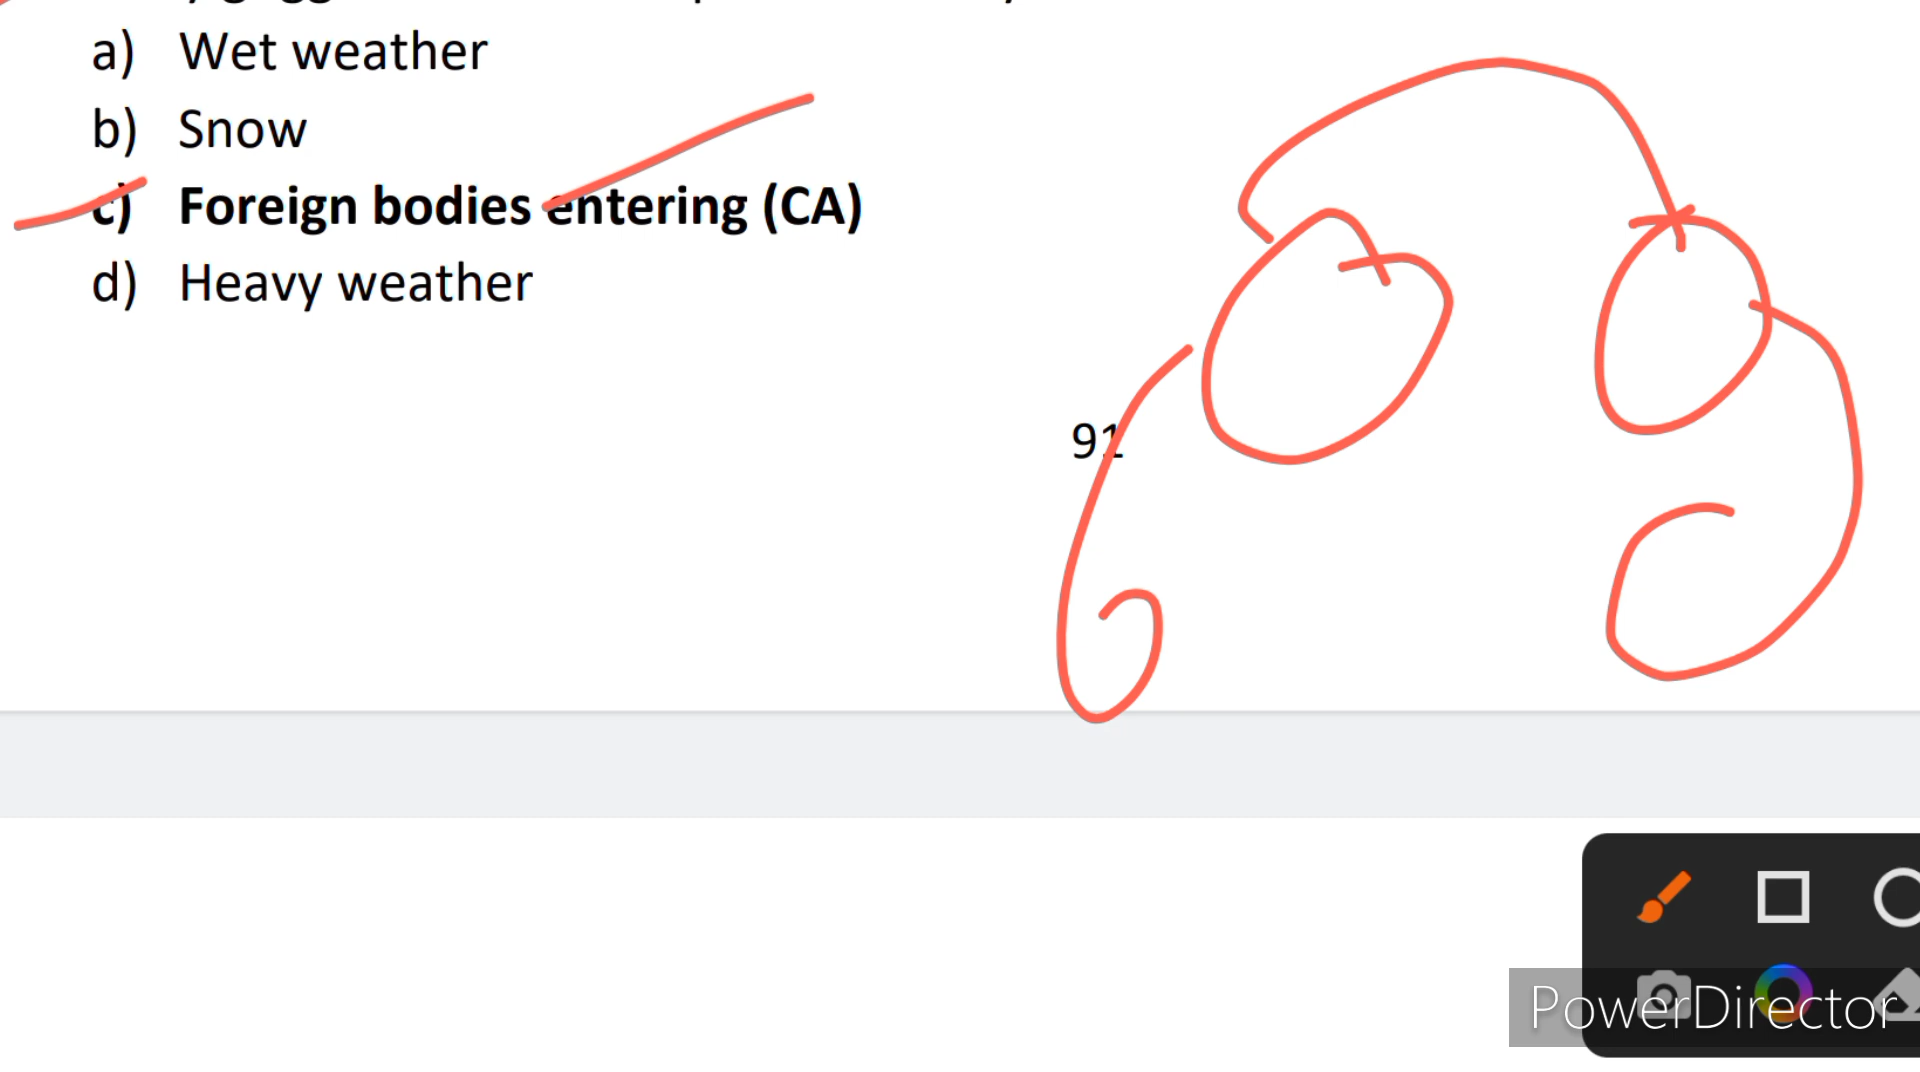 a) Wet weather
b) Snow
c) Foreign bodies entering (CA)
d) Heavy weather
91
PowerDirector